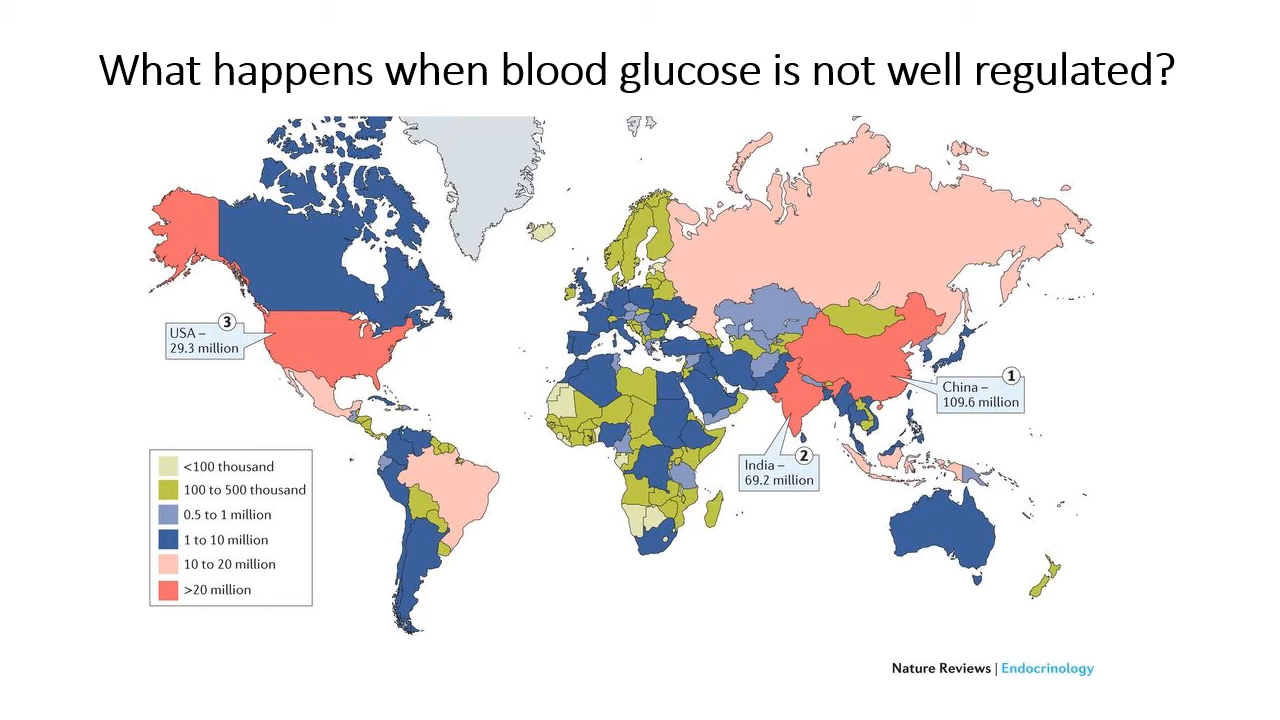 What happens when blood glucose is not well regulated?
3
USA –
29.3 million
1
China –
109.6 million
2
India –
69.2 million
<100 thousand
100 to 500 thousand
0.5 to 1 million
1 to 10 million
10 to 20 million
>20 million
Nature Reviews | Endocrinology